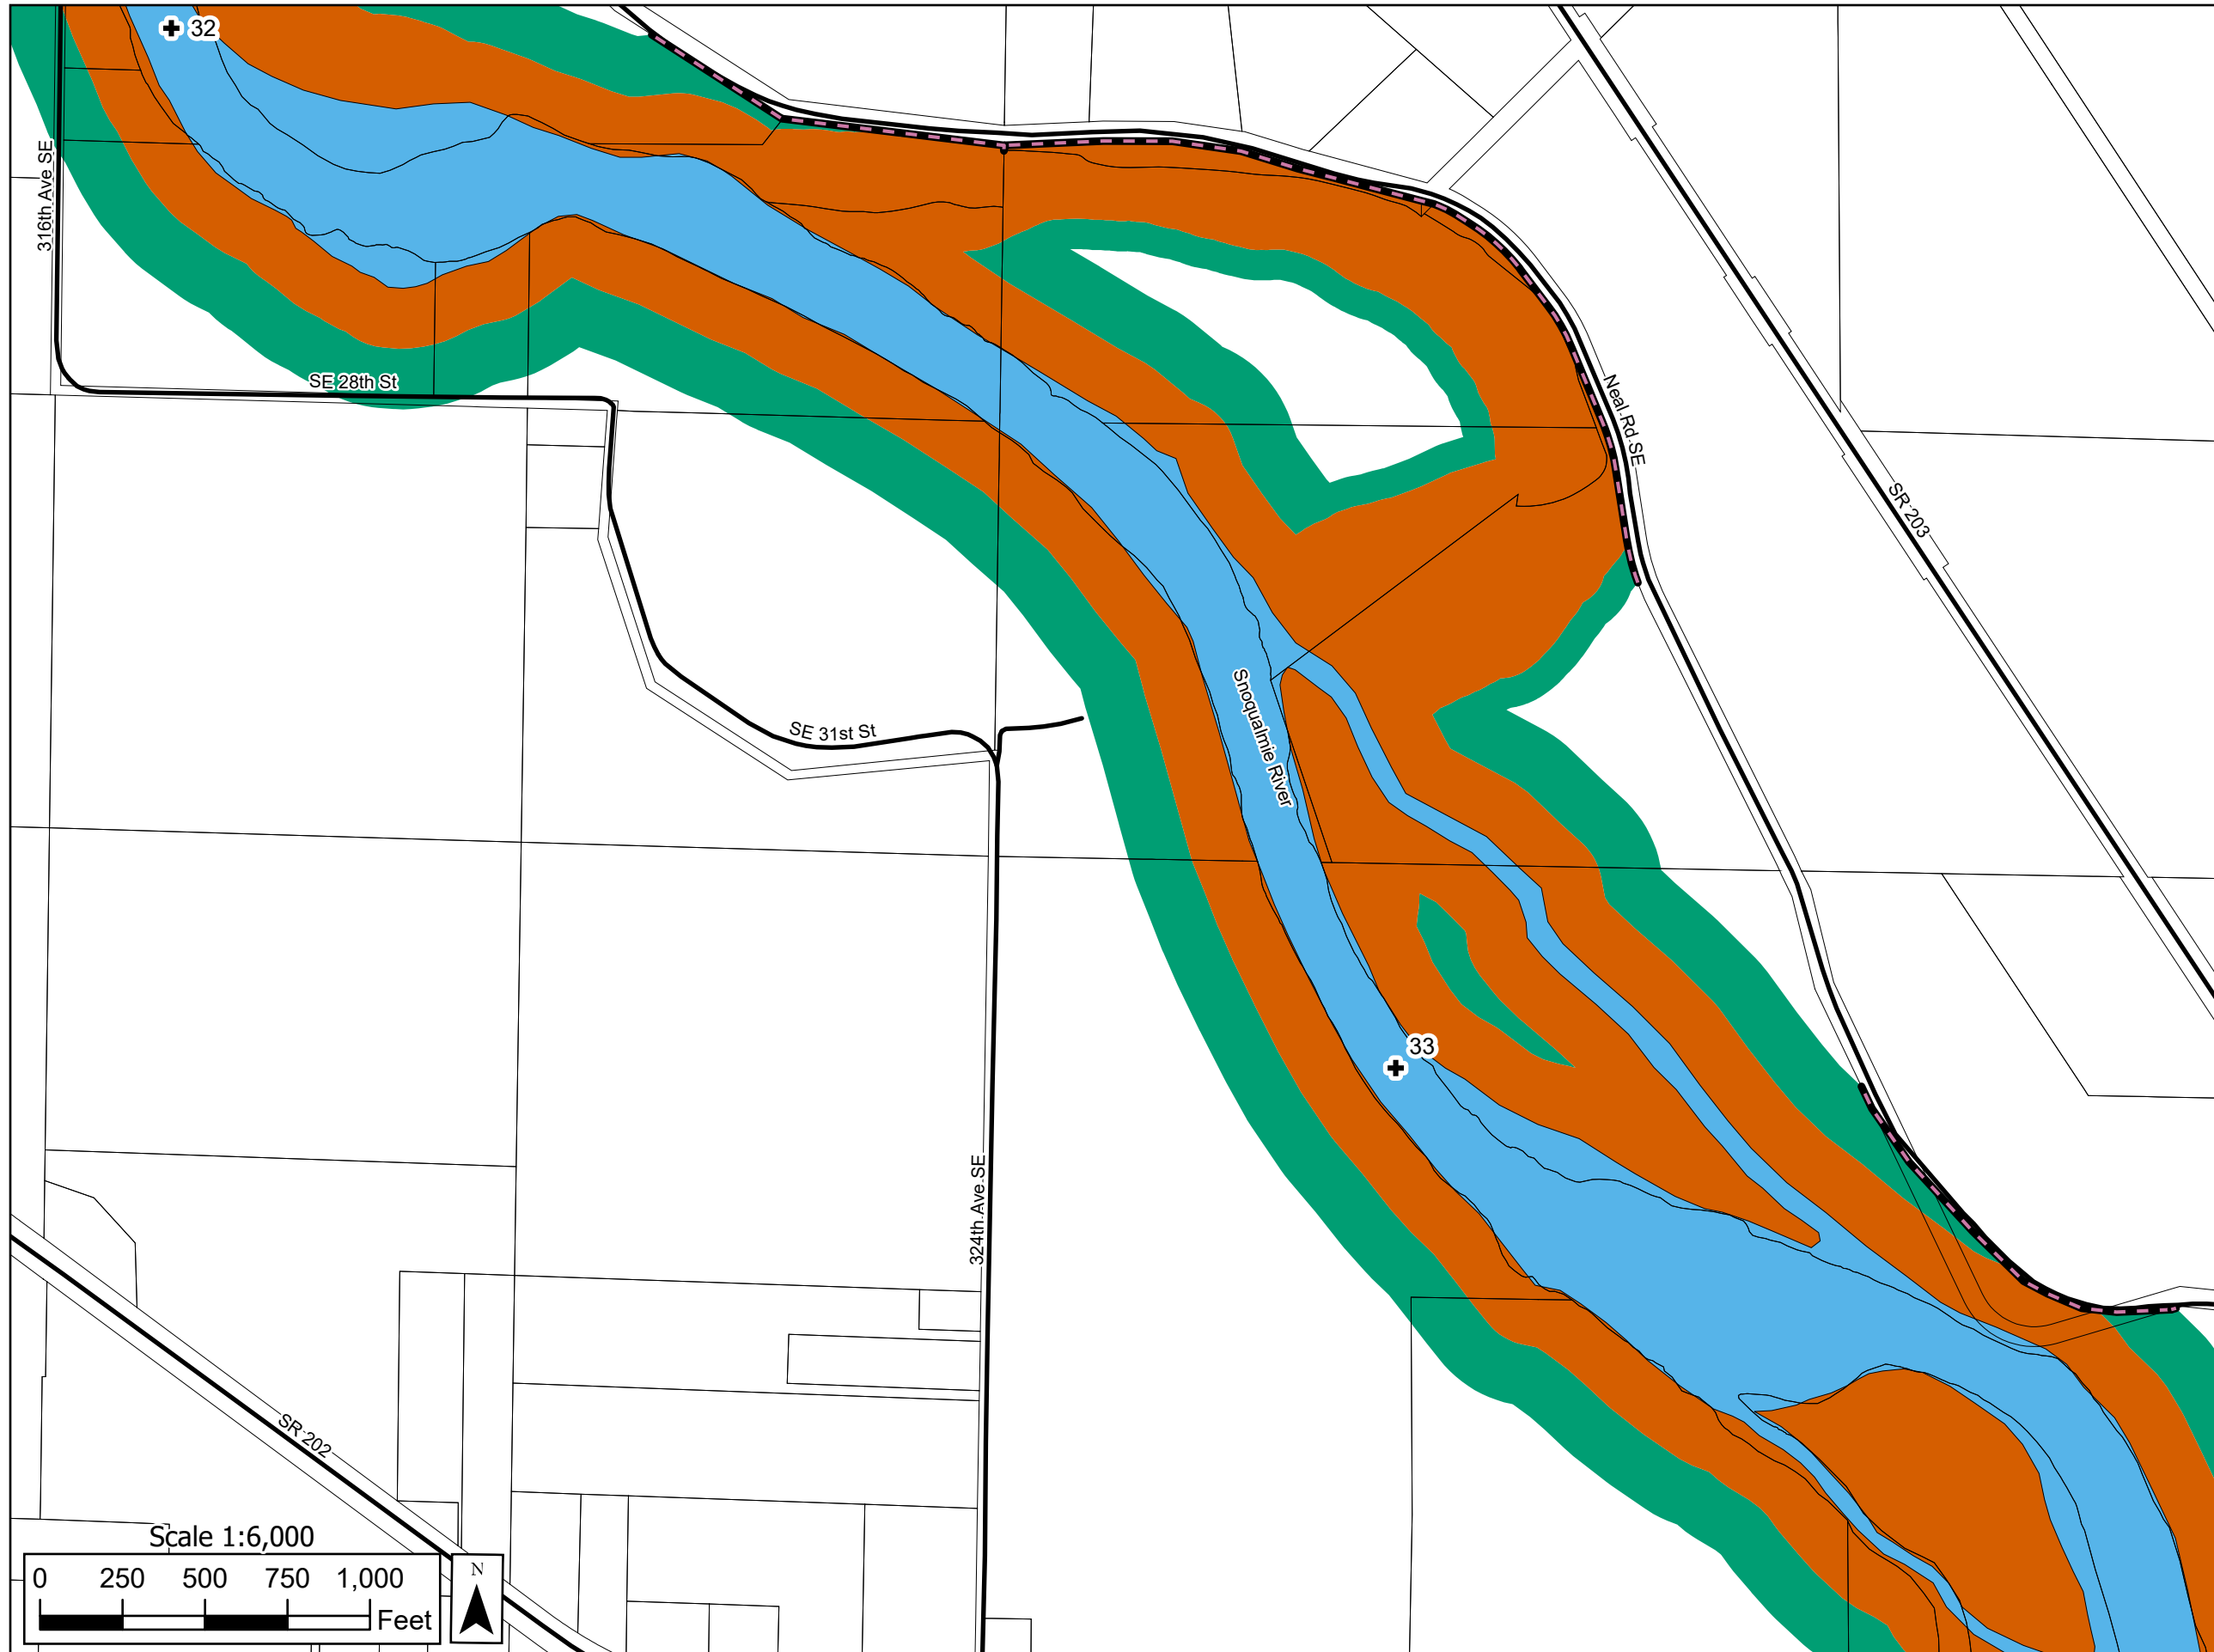 32
316th Ave SE
SE 28th St
Neal Rd SE
SR 203
Snoqualmie River
SE 31st St
33
324th Ave SE
SR 202
Scale 1:6,000
0 250 500 750 1,000
Feet
N